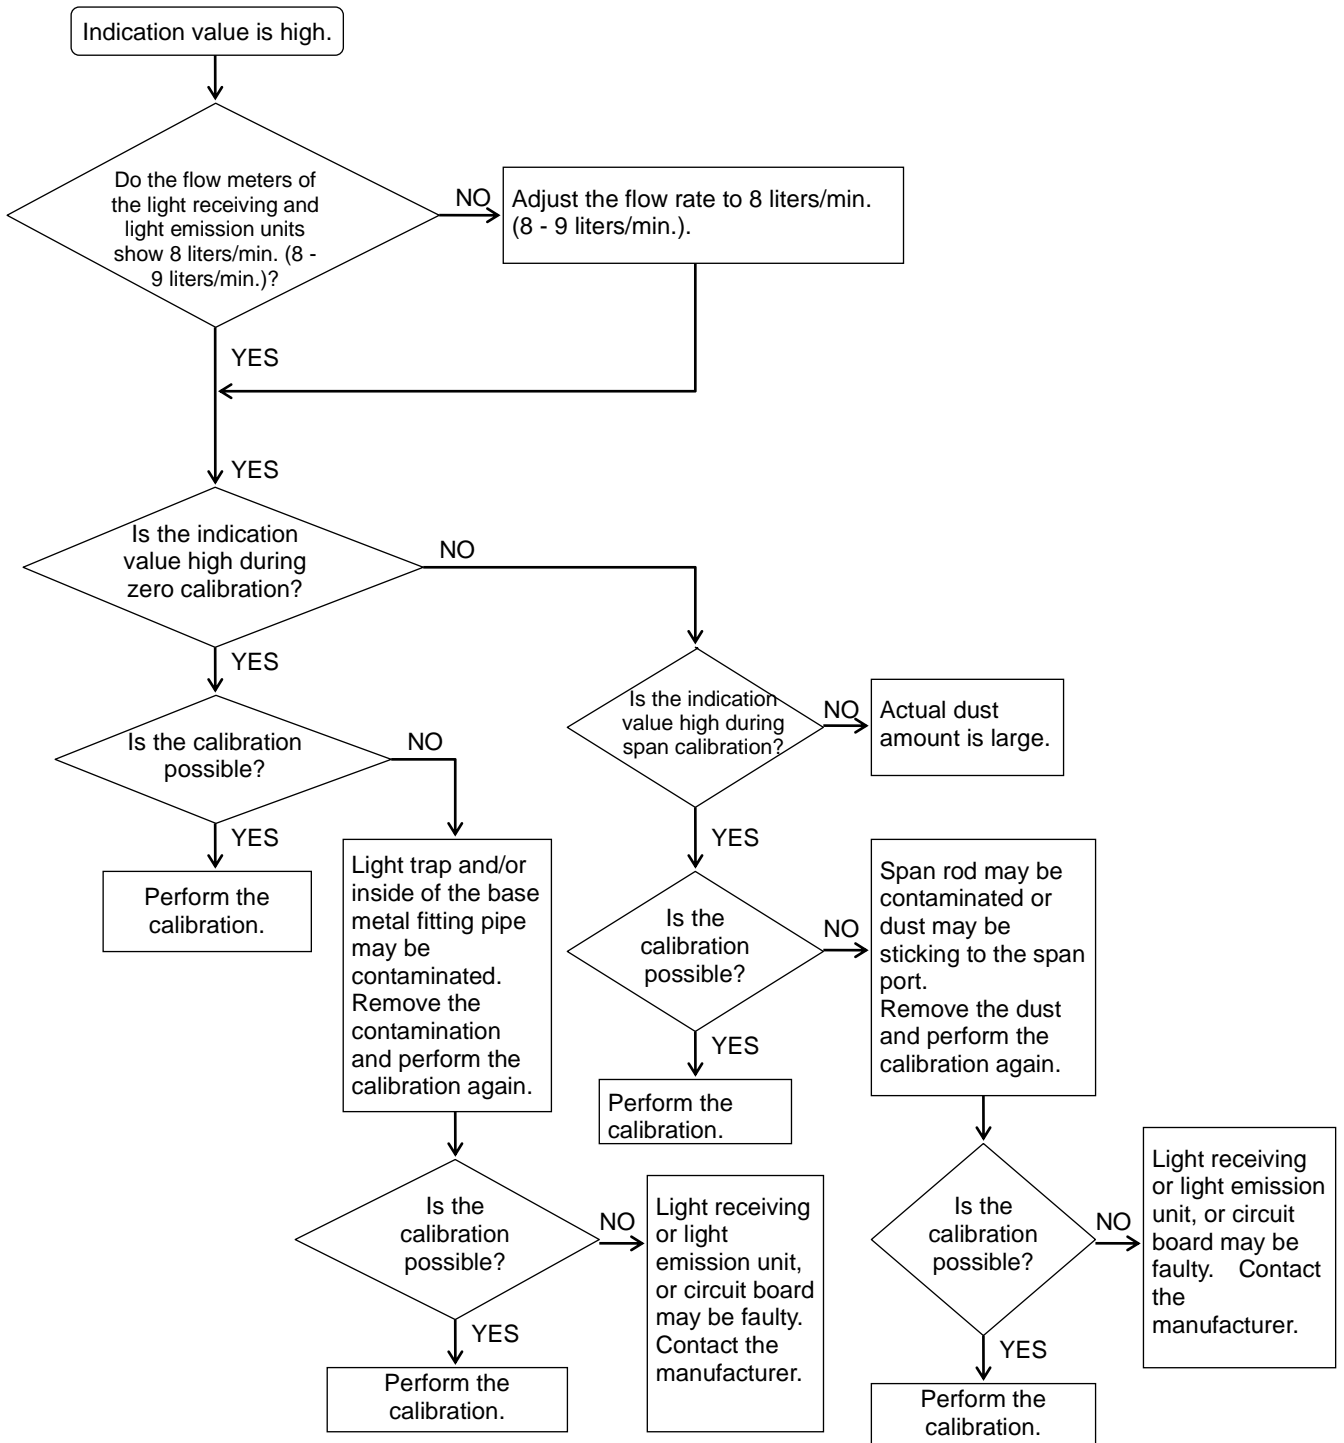 Indication value is high.
Do the flow meters of
the light receiving and
light emission units
show 8 liters/min. (8 -
9 liters/min.)?
NO
Adjust the flow rate to 8 liters/min.
(8 - 9 liters/min.).
YES
YES
Is the indication
value high during
zero calibration?
NO
YES
Is the indication
value high during
span calibration?
NO
Actual dust
amount is large.
Is the calibration
possible?
NO
YES
Perform the
calibration.
Light trap and/or
inside of the base
metal fitting pipe
may be
contaminated.
Remove the
contamination
and perform the
calibration again.
YES
Is the
calibration
possible?
NO
Span rod may be
contaminated or
dust may be
sticking to the span
port.
Remove the dust
and perform the
calibration again.
YES
Perform the
calibration.
Is the
calibration
possible?
NO
Light receiving
or light
emission unit,
or circuit board
may be faulty.
Contact the
manufacturer.
YES
Perform the
calibration.
Is the
calibration
possible?
NO
Light receiving
or light emission
unit, or circuit
board may be
faulty. Contact
the
manufacturer.
YES
Perform the
calibration.